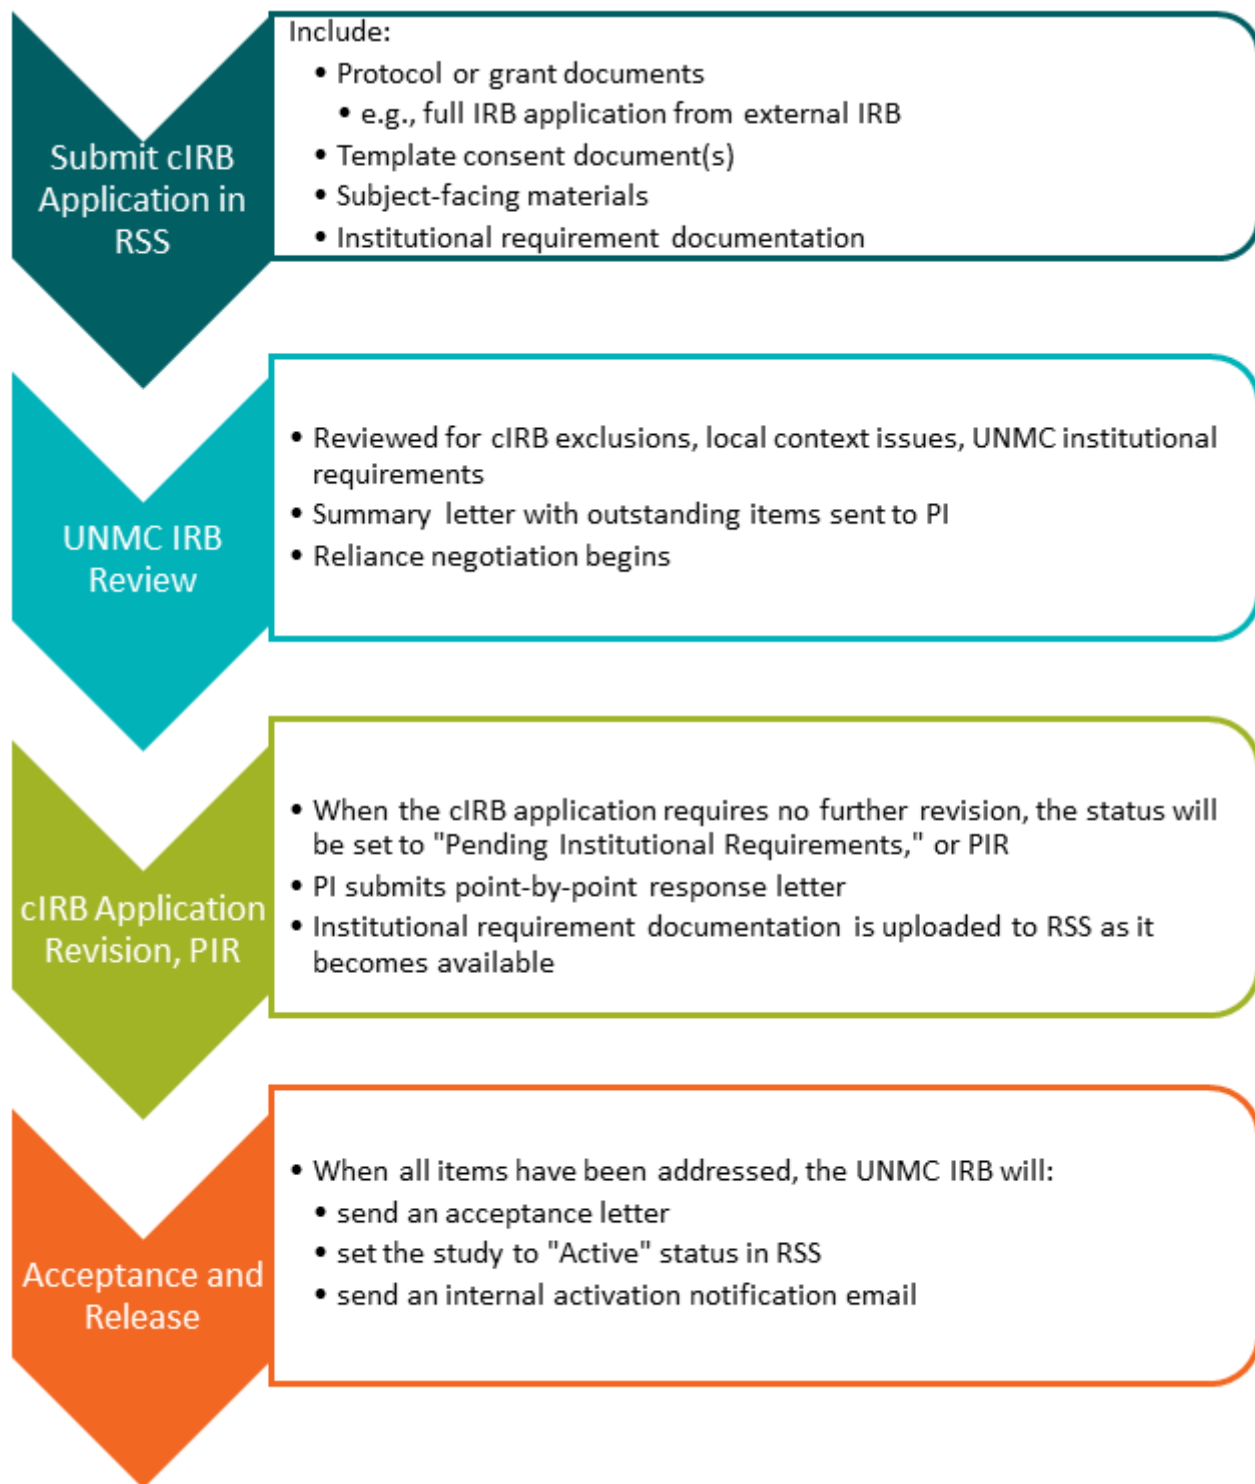 Submit cIRB
Application in
RSS
Include:
• Protocol or grant documents
• e.g., full IRB application from external IRB
• Template consent document(s)
• Subject-facing materials
• Institutional requirement documentation
UNMC IRB
Review
• Reviewed for cIRB exclusions, local context issues, UNMC institutional
requirements
• Summary letter with outstanding items sent to PI
• Reliance negotiation begins
cIRB Application
Revision, PIR
• When the cIRB application requires no further revision, the status will
be set to "Pending Institutional Requirements," or PIR
• PI submits point-by-point response letter
• Institutional requirement documentation is uploaded to RSS as it
becomes available
Acceptance and
Release
• When all items have been addressed, the UNMC IRB will:
• send an acceptance letter
• set the study to "Active" status in RSS
• send an internal activation notification email